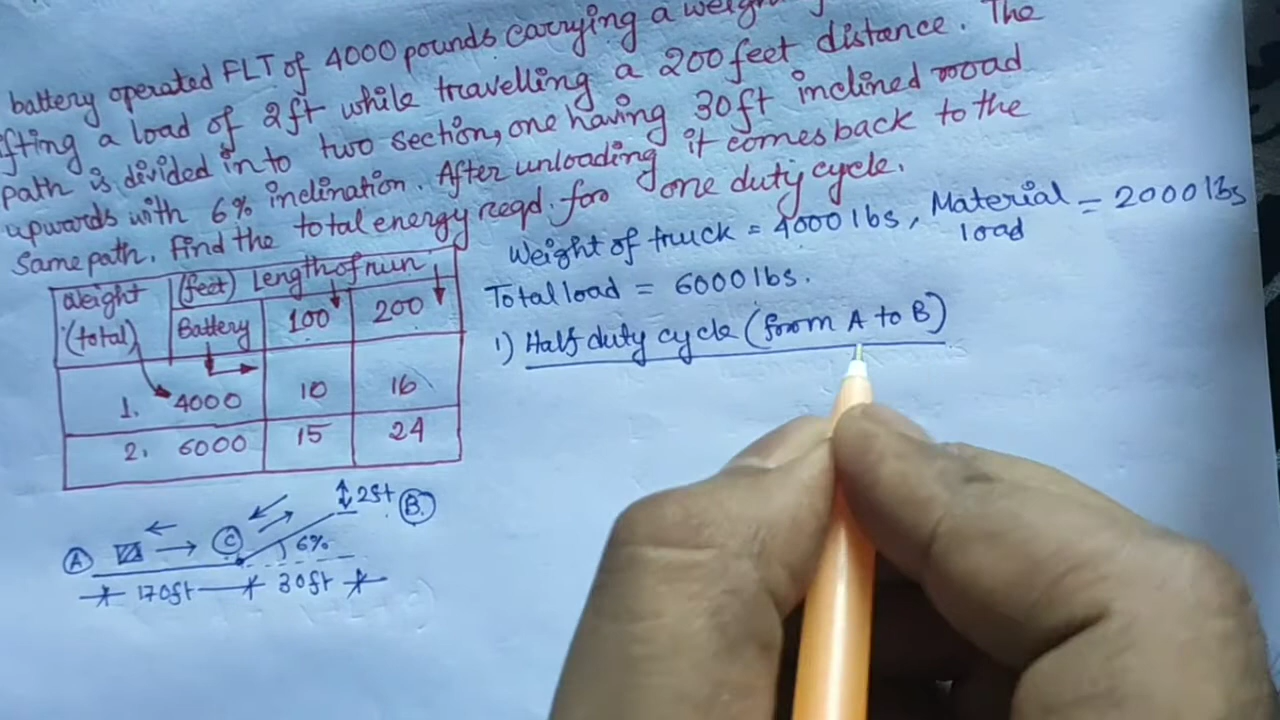 battery operated FLT of 4000 pounds carrying a
ifting a load of 2ft while travelling a 200 feet distance. The
path is divided in to two section, one having 30ft inclined road
upwards with 6% inclination. After unloading it comes back to the
same path. Find the total energy reqd. for one duty cycle.
Weight of truck = 4000 lbs, Material load = 2000 lbs
Total load = 6000 lbs.
1) Half duty cycle (from A to B)
Weight (total) (feet) Length of run
Battery 100 200
1. 4000 10 16
2. 6000 15 24
2ft B
A C 6%
170ft 30ft